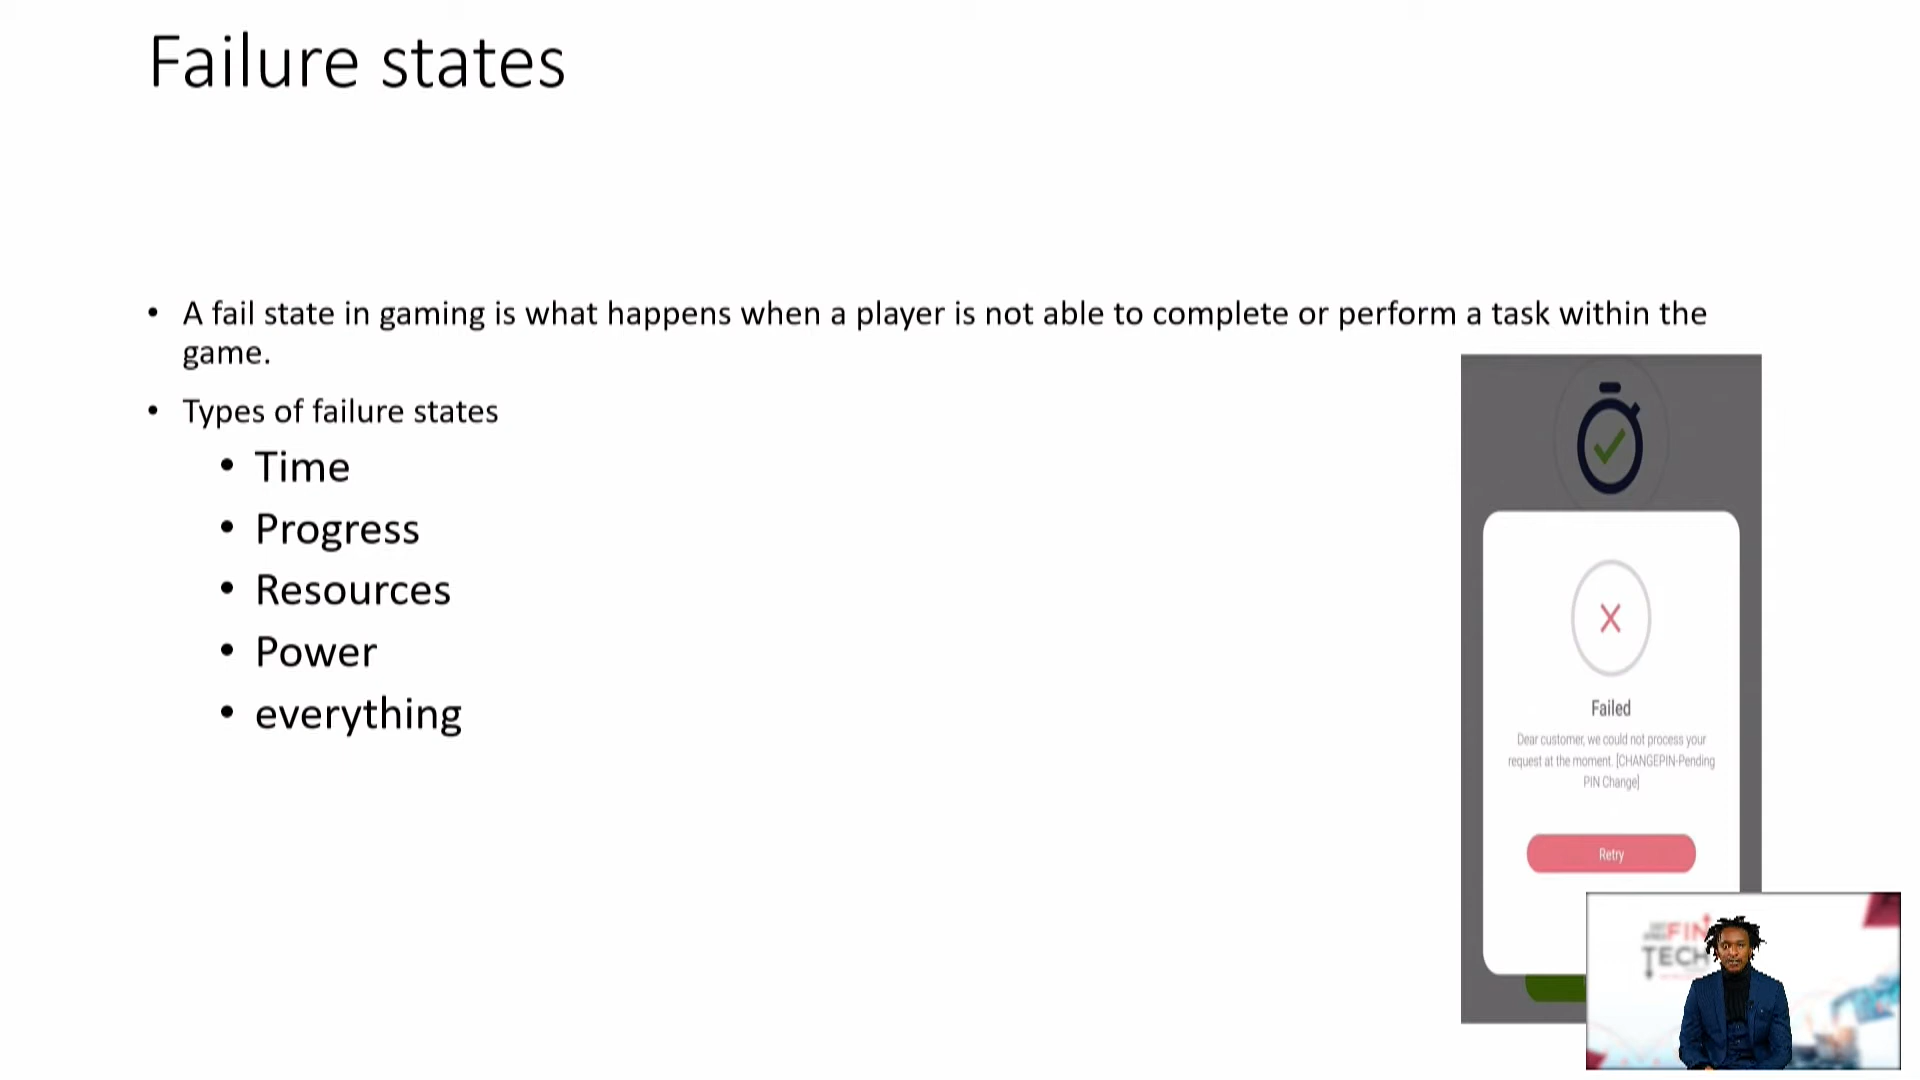 Failure states
• A fail state in gaming is what happens when a player is not able to complete or perform a task within the
game.
• Types of failure states
• Time
• Progress
• Resources
• Power
• everything
Failed
Dear customer, we could not process your
request at the moment. [CHANGEPIN-Pending
PIN Change]
Retry
FIN
TECH